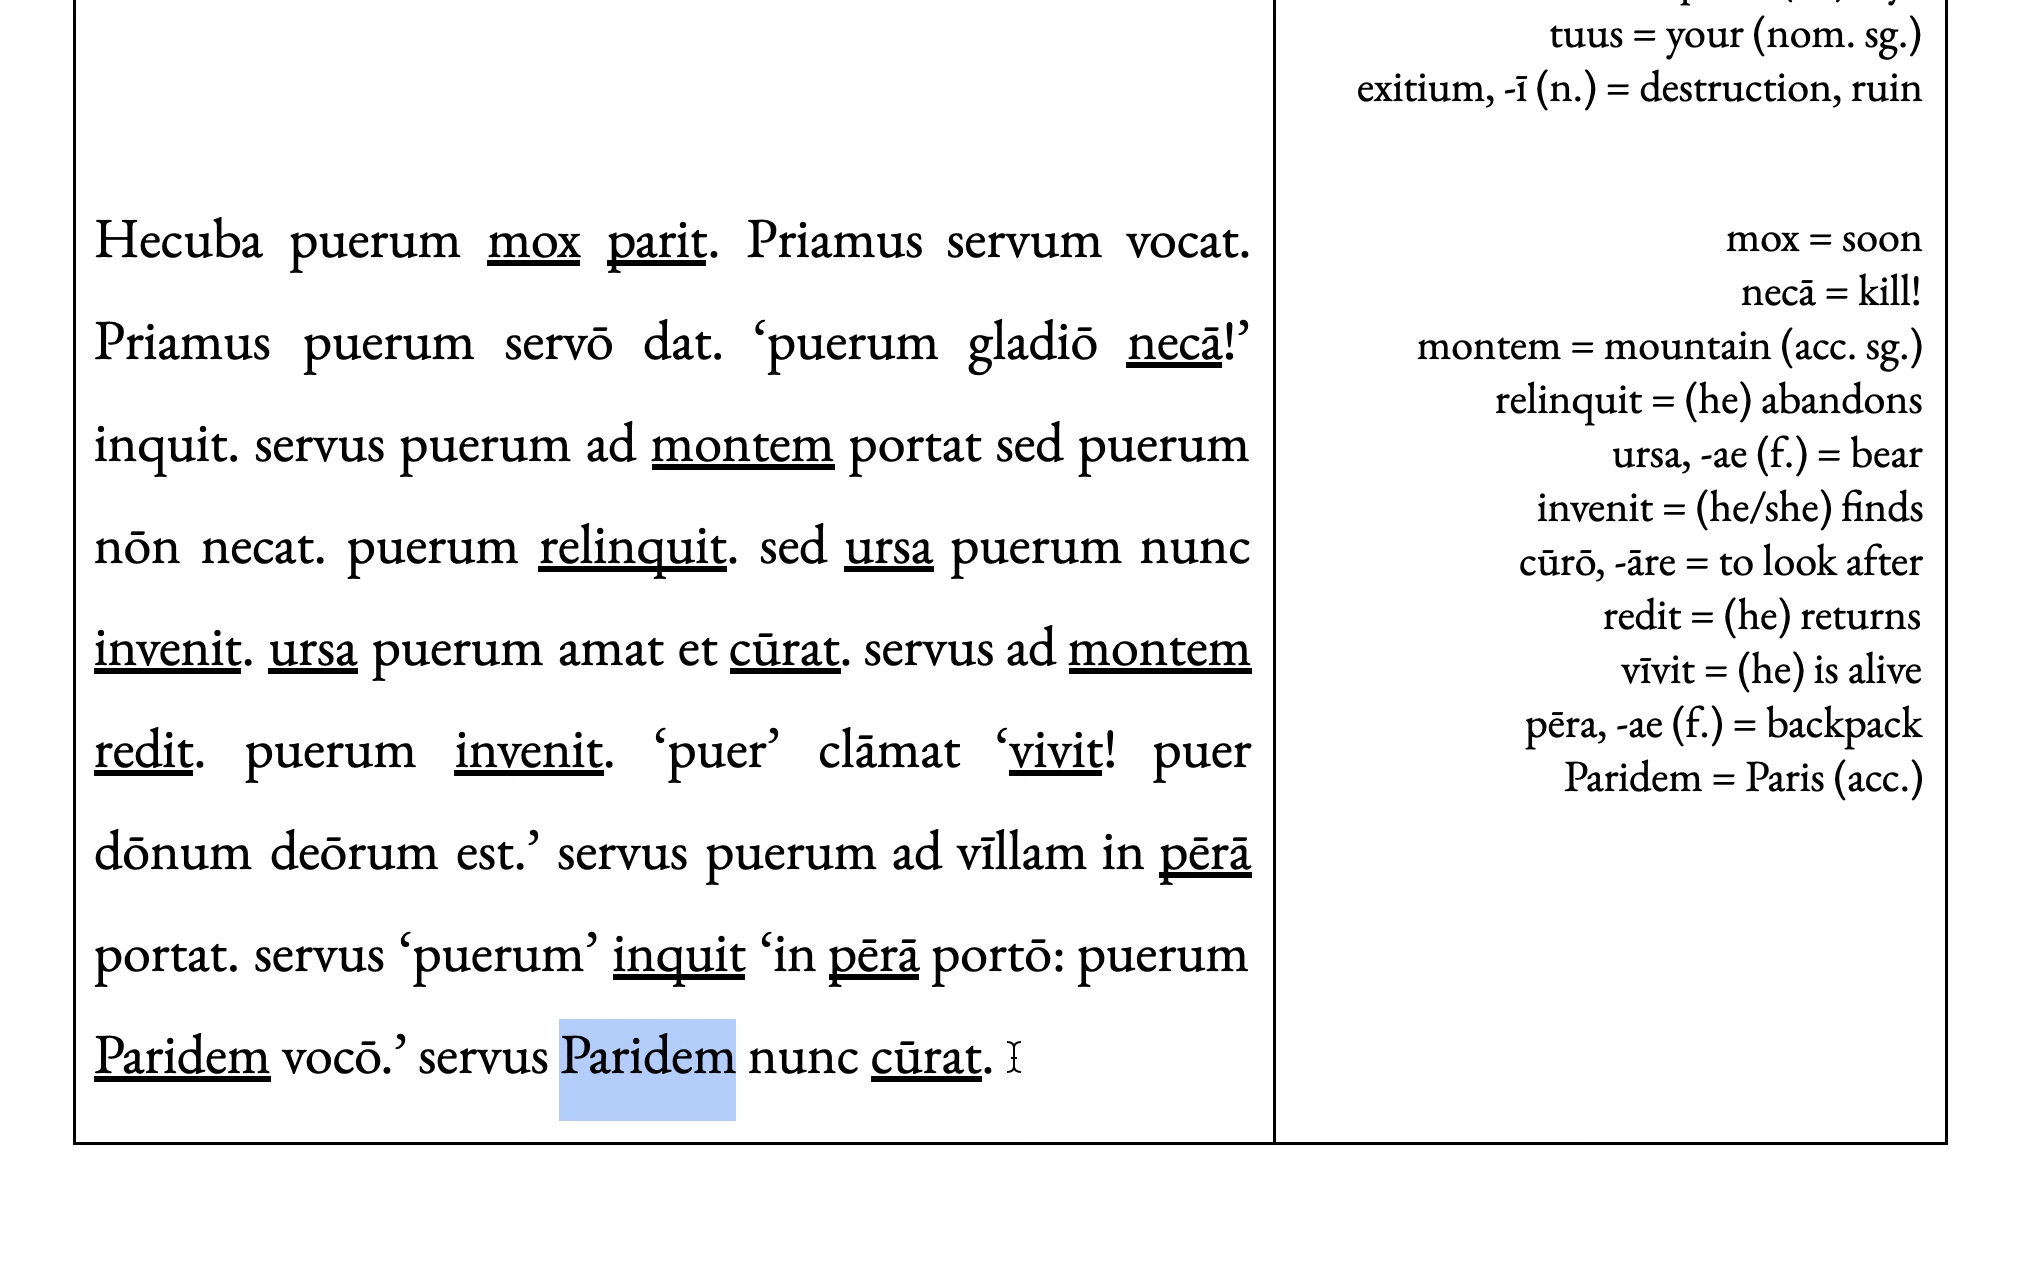 tuus = your (nom. sg.)
exitium, -ī (n.) = destruction, ruin
Hecuba puerum mox parit. Priamus servum vocat.
Priamus puerum servō dat. ‘puerum gladiō necā!’
inquit. servus puerum ad montem portat sed puerum
nōn necat. puerum relinquit. sed ursa puerum nunc
invenit. ursa puerum amat et cūrat. servus ad montem
redit. puerum invenit. ‘puer’ clāmat ‘vivit! puer
dōnum deōrum est.’ servus puerum ad vīllam in pērā
portat. servus ‘puerum’ inquit ‘in pērā portō: puerum
Paridem vocō.’ servus Paridem nunc cūrat.
mox = soon
necā = kill!
montem = mountain (acc. sg.)
relinquit = (he) abandons
ursa, -ae (f.) = bear
invenit = (he/she) finds
cūrō, -āre = to look after
redit = (he) returns
vīvit = (he) is alive
pēra, -ae (f.) = backpack
Paridem = Paris (acc.)